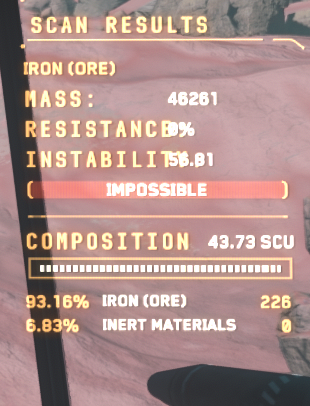 SCAN RESULTS
IRON (ORE)
MASS: 46261
RESISTANCE: 0%
INSTABILITY: 56.81
IMPOSSIBLE
COMPOSITION 43.73 SCU
93.16% IRON (ORE) 226
6.83% INERT MATERIALS 0